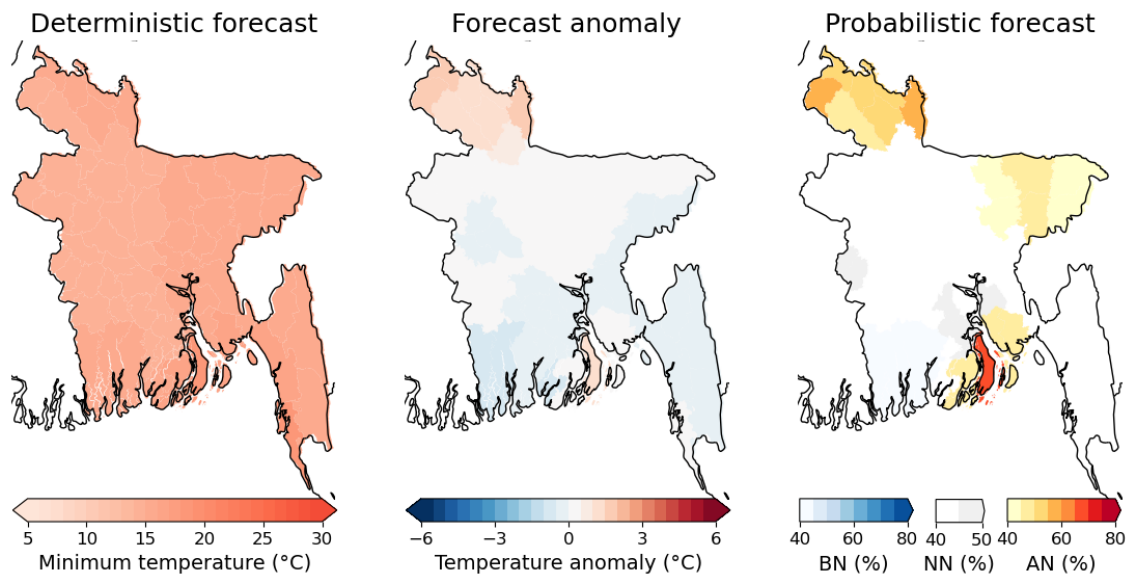 Deterministic forecast
Forecast anomaly
Probabilistic forecast
5 10 15 20 25 30
Minimum temperature (°C)
−6 −3 0 3 6
Temperature anomaly (°C)
40 60 80
BN (%)
40 50
NN (%)
40 60 80
AN (%)